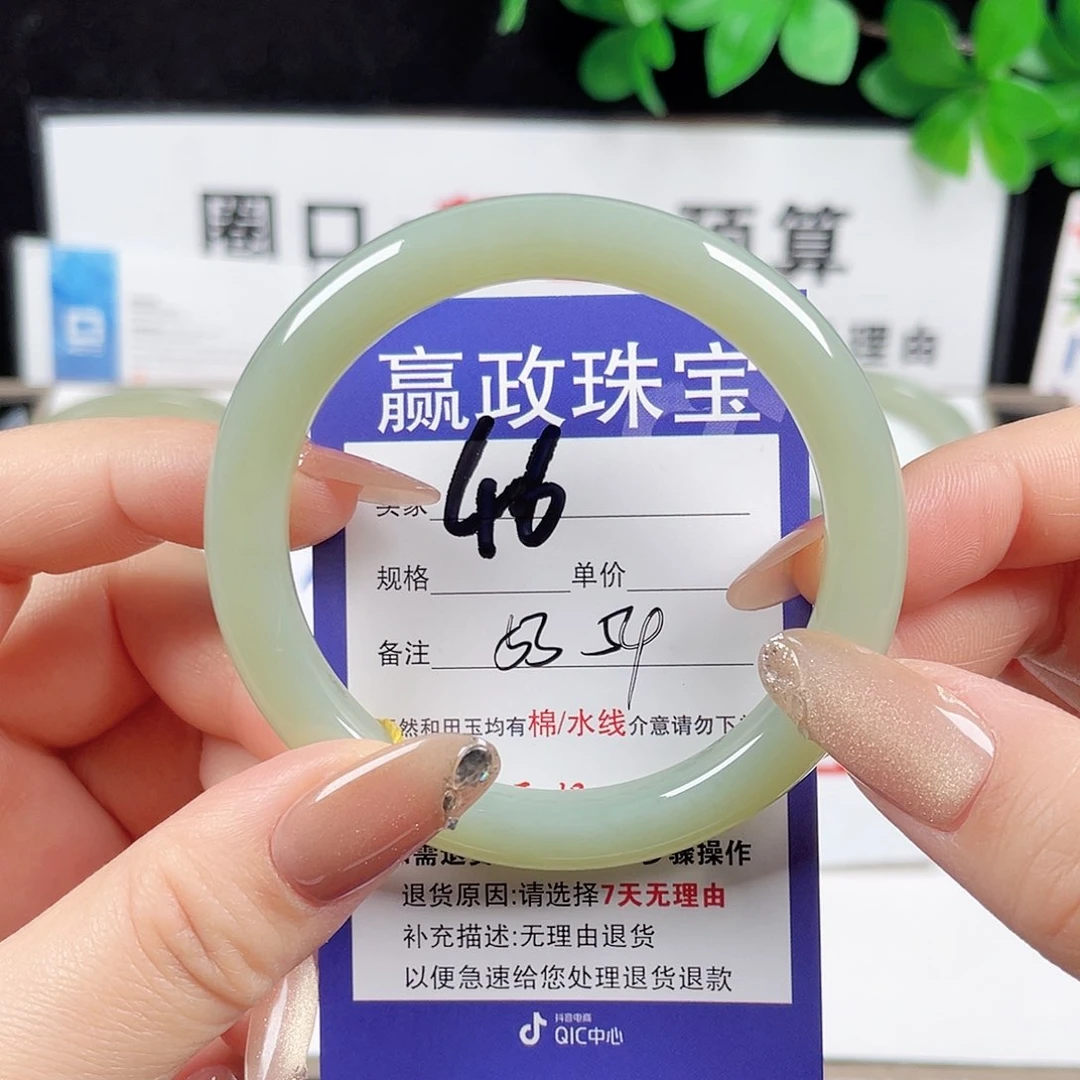 圈口 预算
理由
赢政珠宝
46
买家
规格 单价
备注
然和田玉均有棉/水线介意请勿下
步骤操作
退货原因:请选择7天无理由
补充描述:无理由退货
以便急速给您处理退货退款
抖音电商
QIC中心